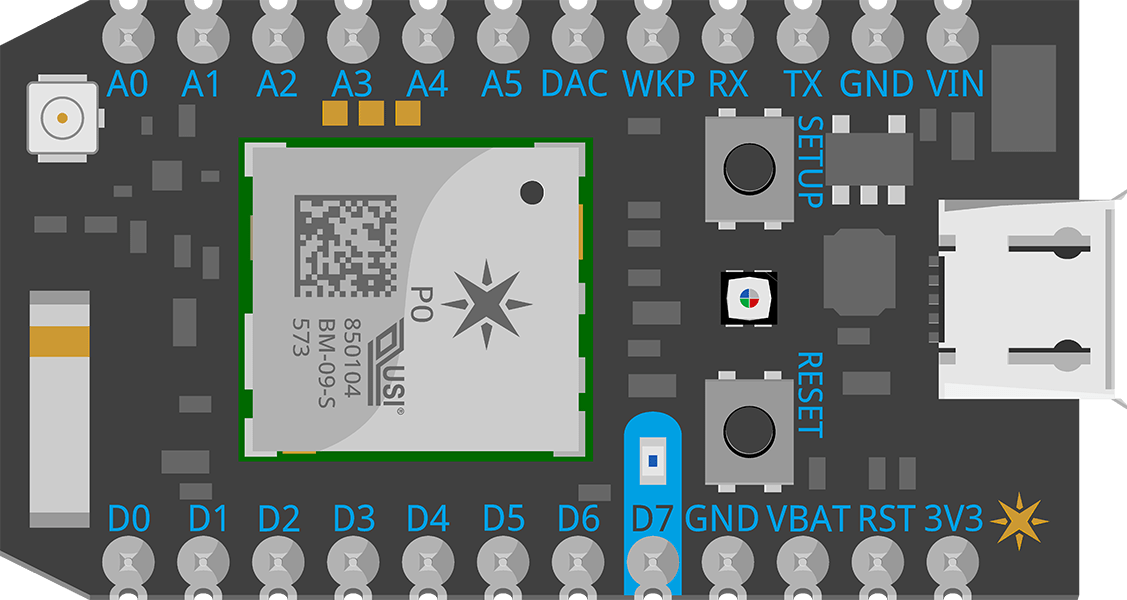 A0 A1 A2 A3 A4 A5 DAC WKP RX TX GND VIN
SETUP
P0
USI®
850104
BM-09-S
573
RESET
D0 D1 D2 D3 D4 D5 D6 D7 GND VBAT RST 3V3